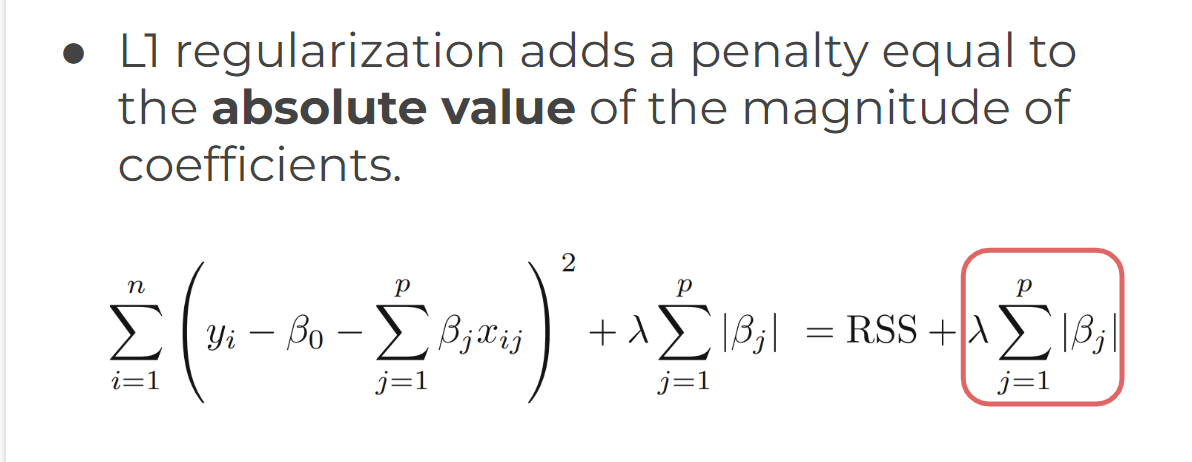 ● L1 regularization adds a penalty equal to
the absolute value of the magnitude of
coefficients.
$\sum_{i=1}^{n} \left( y_i - \beta_0 - \sum_{j=1}^{p} \beta_j x_{ij} \right)^2 + \lambda \sum_{j=1}^{p} |\beta_j| = \text{RSS} + \lambda \sum_{j=1}^{p} |\beta_j|$